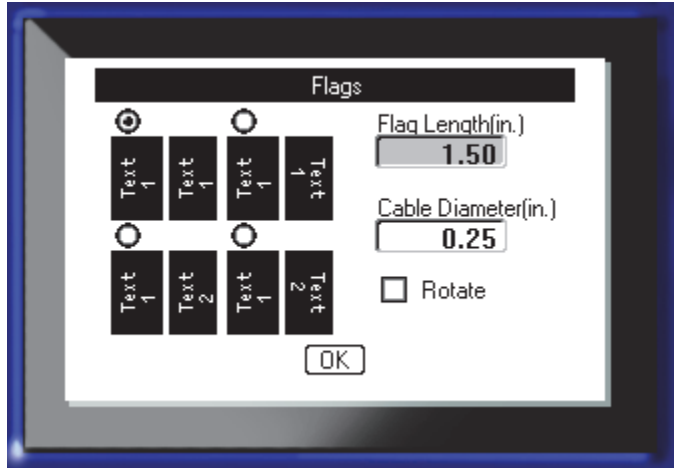 Flags
Flag Length(in.)
1.50
Text
1
Text
1
Text
1
Text
1
Cable Diameter(in.)
0.25
Text
1
Text
2
Text
1
Text
2
Rotate
OK